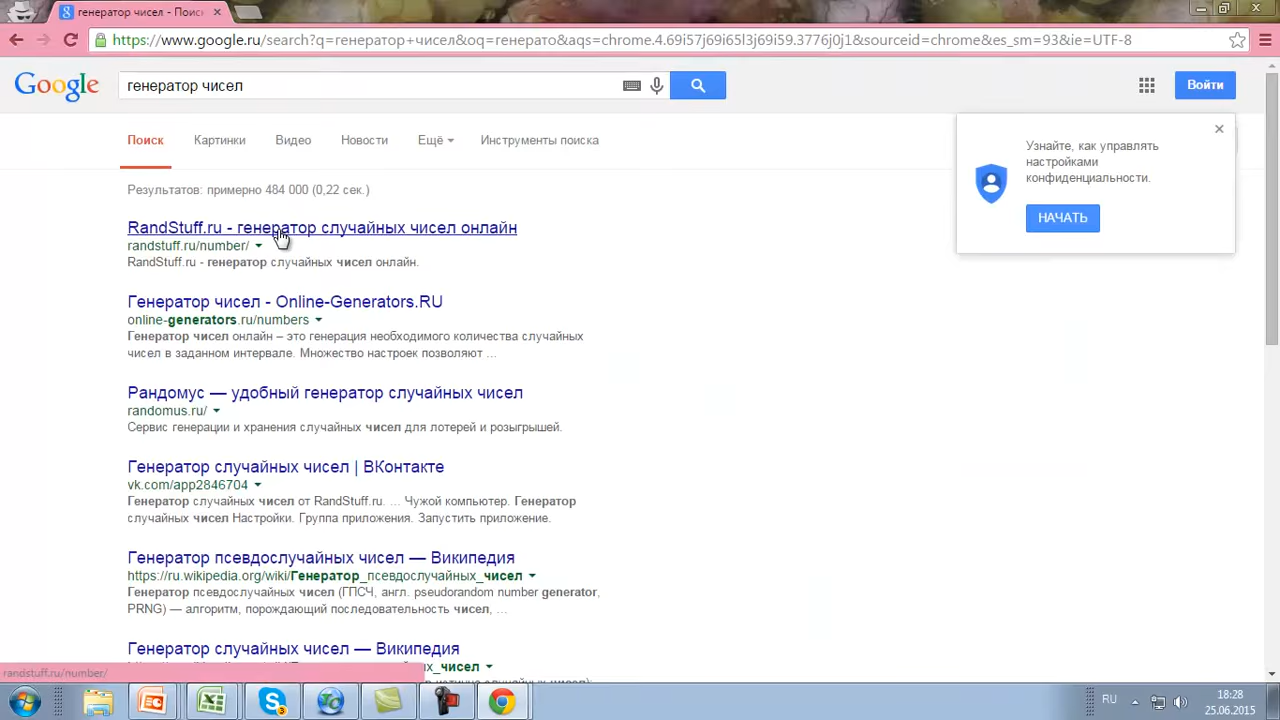 генератор чисел - Поис
https://www.google.ru/search?q=генератор+чисел&oq=генерато&aqs=chrome.4.69i57j69i65l3j69i59.3776j0j1&sourceid=chrome&es_sm=93&ie=UTF-8
Google
генератор чисел
Войти
Поиск Картинки Видео Новости Ещё Инструменты поиска
Узнайте, как управлять
настройками
конфиденциальности.
НАЧАТЬ
Результатов: примерно 484 000 (0,22 сек.)
RandStuff.ru - генератор случайных чисел онлайн
randstuff.ru/number/
RandStuff.ru - генератор случайных чисел онлайн.
Генератор чисел - Online-Generators.RU
online-generators.ru/numbers
Генератор чисел онлайн – это генерация необходимого количества случайных
чисел в заданном интервале. Множество настроек позволяют ...
Рандомус — удобный генератор случайных чисел
randomus.ru/
Сервис генерации и хранения случайных чисел для лотерей и розыгрышей.
Генератор случайных чисел | ВКонтакте
vk.com/app2846704
Генератор случайных чисел от RandStuff.ru. ... Чужой компьютер. Генератор
случайных чисел Настройки. Группа приложения. Запустить приложение.
Генератор псевдослучайных чисел — Википедия
https://ru.wikipedia.org/wiki/Генератор_псевдослучайных_чисел
Генератор псевдослучайных чисел (ГПСЧ, англ. pseudorandom number generator,
PRNG) — алгоритм, порождающий последовательность чисел, ...
Генератор случайных чисел — Википедия
х_чисел
randstuff.ru/number/
3
RU
18:28
25.06.2015